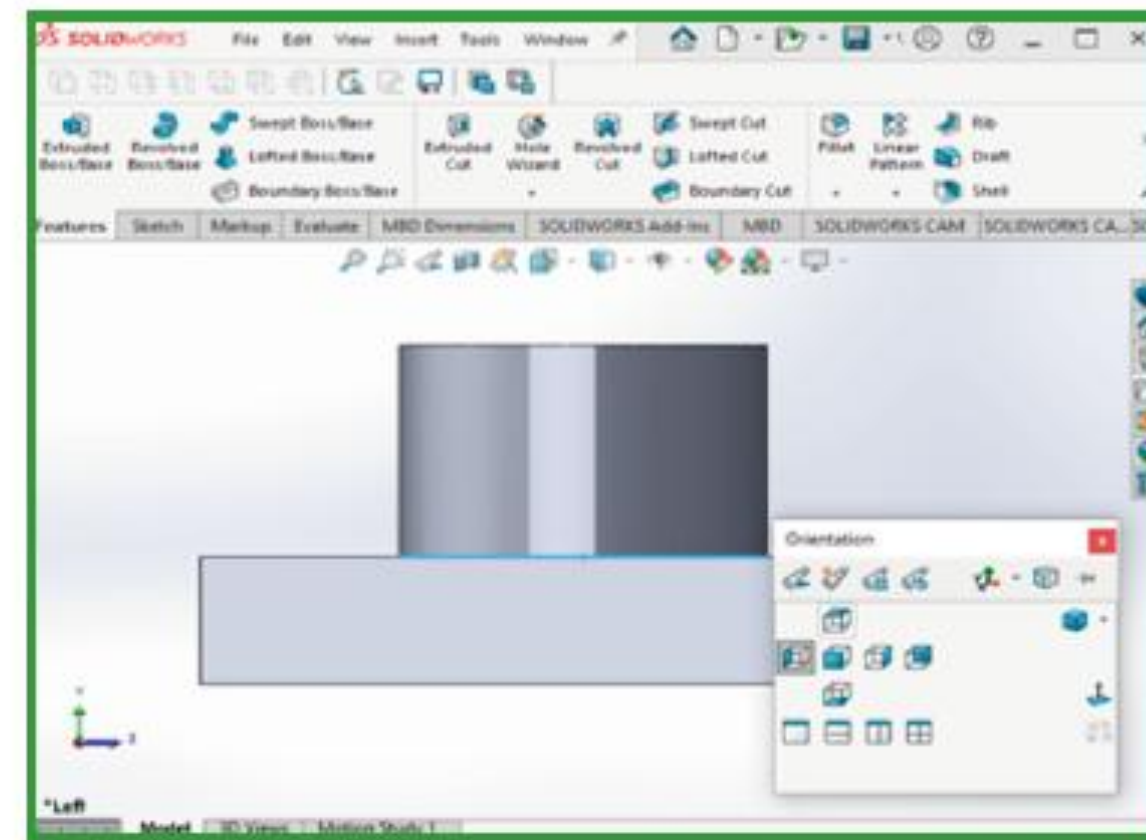 SOLIDWORKS File Edit View Insert Tools Window
Extruded Boss/Base
Revolved Boss/Base
Swept Boss/Base
Lofted Boss/Base
Boundary Boss/Base
Extruded Cut
Hole Wizard
Revolved Cut
Swept Cut
Lofted Cut
Boundary Cut
Fillet
Linear Pattern
Rib
Draft
Shell
Features Sketch Markup Evaluate MBD Dimensions SOLIDWORKS Add-Ins MBD SOLIDWORKS CAM SOLIDWORKS CA...
Orientation
*Left
Model 3D Views Motion Study 1